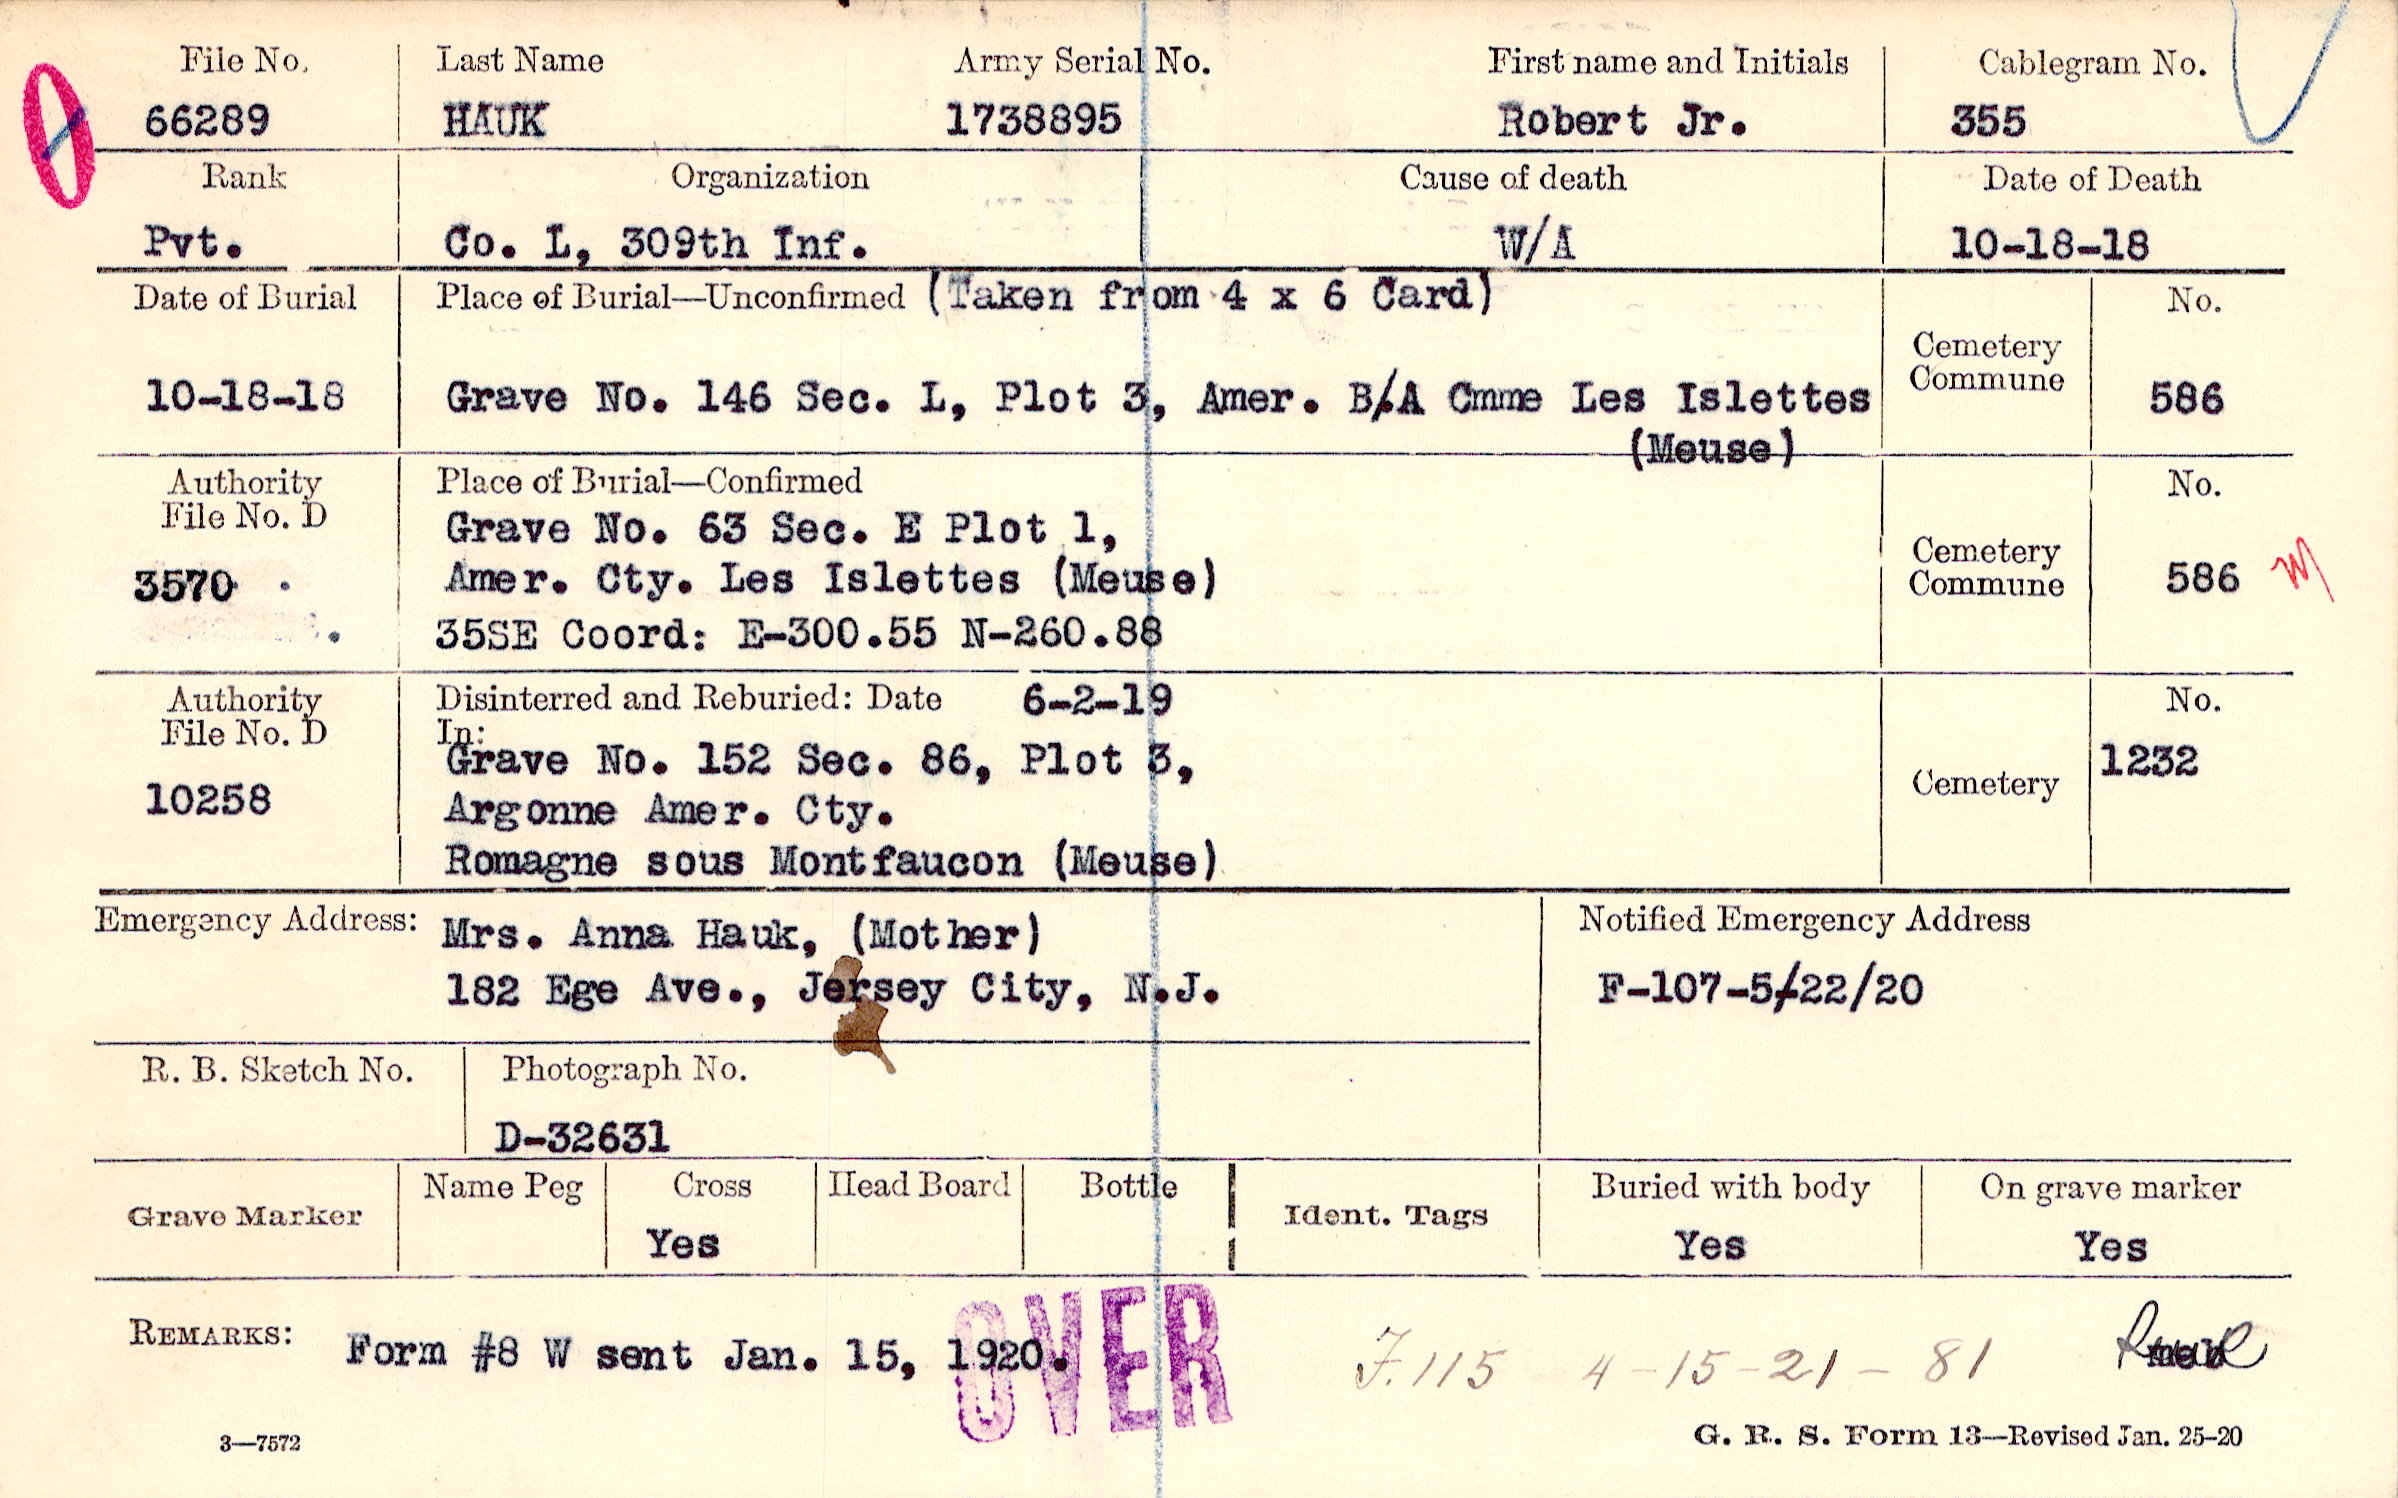 File No. Last Name Army Serial No. First name and Initials Cablegram No.
66289 HAUK 1738895 Robert Jr. 355
Rank Organization Cause of death Date of Death
Pvt. Co. L, 309th Inf. W/A 10-18-18
Date of Burial Place of Burial—Unconfirmed (Taken from 4 x 6 Card) No.
Cemetery
Commune
10-18-18 Grave No. 146 Sec. L, Plot 3, Amer. B/A Cmme Les Islettes 586
(Meuse)
Authority Place of Burial—Confirmed No.
File No. D
Grave No. 63 Sec. E Plot 1,
Cemetery
Commune
3570 Amer. Cty. Les Islettes (Meuse) 586 M
35SE Coord: E-300.55 N-260.88
Authority Disinterred and Reburied: Date 6-2-19 No.
File No. D In:
Grave No. 152 Sec. 86, Plot 3, 1232
10258 Argonne Amer. Cty. Cemetery
Romagne sous Montfaucon (Meuse)
Emergency Address: Mrs. Anna Hauk, (Mother) Notified Emergency Address
182 Ege Ave., Jersey City, N.J. F-107-5/22/20
R. B. Sketch No. Photograph No.
D-32631
Grave Marker Name Peg Cross Head Board Bottle Ident. Tags Buried with body On grave marker
Yes Yes Yes
REMARKS: Form #8 W sent Jan. 15, 1920. OVER F.115 4-15-21-81
3—7572 G. R. S. Form 13—Revised Jan. 25-20